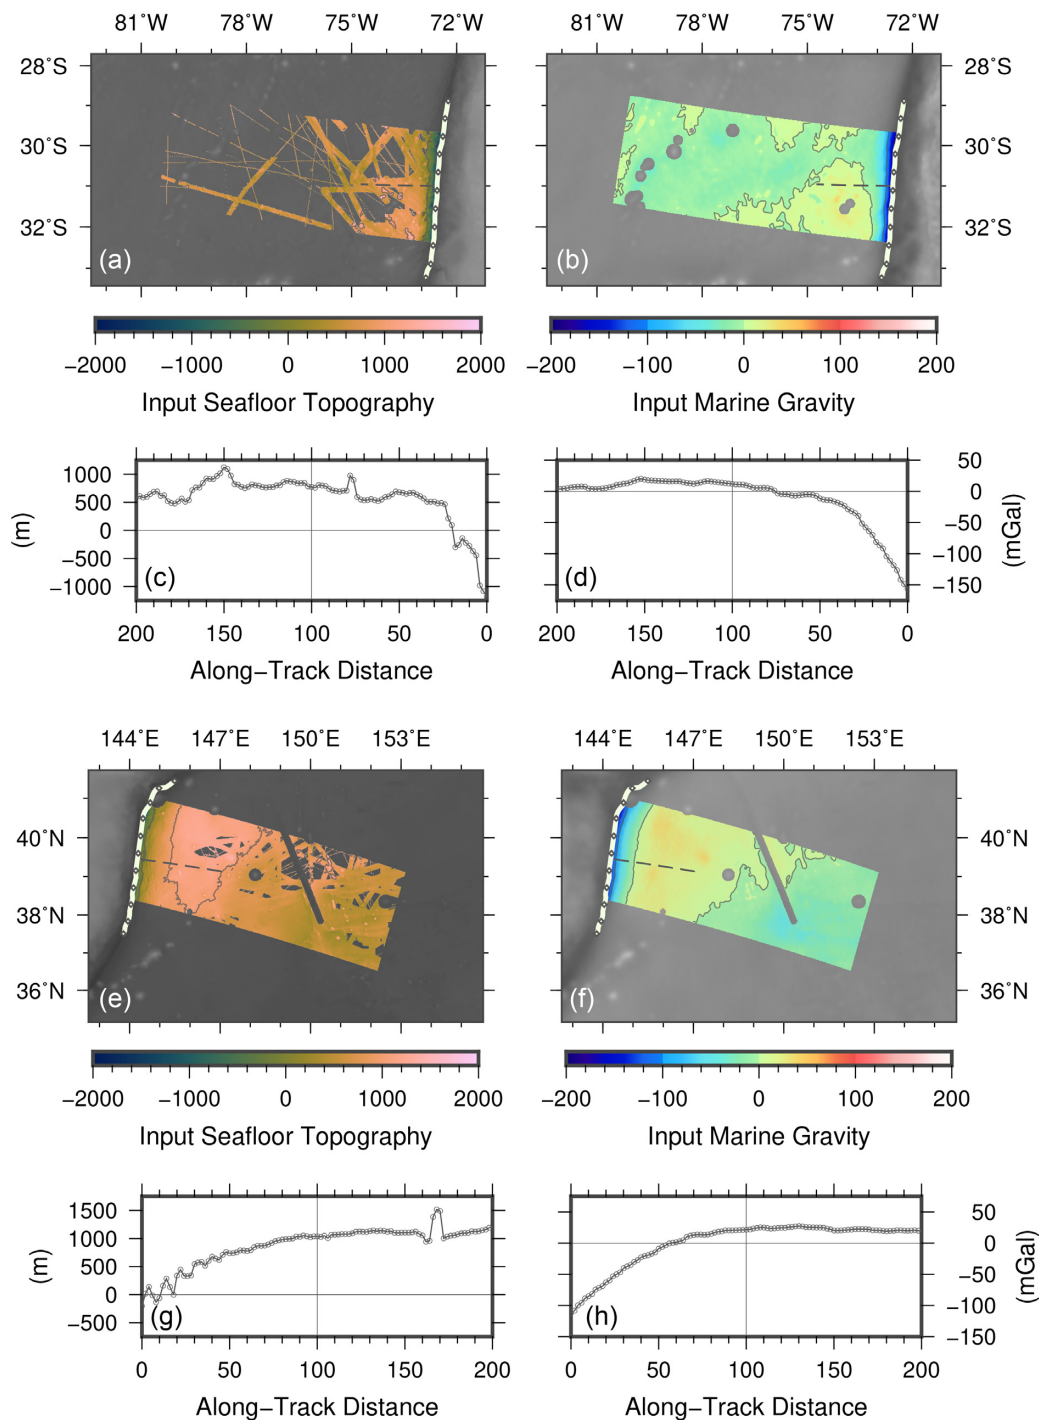 81˚W 78˚W 75˚W 72˚W 81˚W 78˚W 75˚W 72˚W
28˚S 28˚S
30˚S 30˚S
32˚S 32˚S
(a) (b)
−2000 −1000 0 1000 2000 −200 −100 0 100 200
Input Seafloor Topography Input Marine Gravity
1000 50
500 0
0 −50
−500 −100
−1000 −150
(m) (c) (d) (mGal)
200 150 100 50 0 200 150 100 50 0
Along−Track Distance Along−Track Distance
144˚E 147˚E 150˚E 153˚E 144˚E 147˚E 150˚E 153˚E
40˚N 40˚N
38˚N 38˚N
36˚N 36˚N
(e) (f)
−2000 −1000 0 1000 2000 −200 −100 0 100 200
Input Seafloor Topography Input Marine Gravity
1500 50
1000 0
500 −50
0 −100
−500 −150
(m) (g) (h) (mGal)
0 50 100 150 200 0 50 100 150 200
Along−Track Distance Along−Track Distance